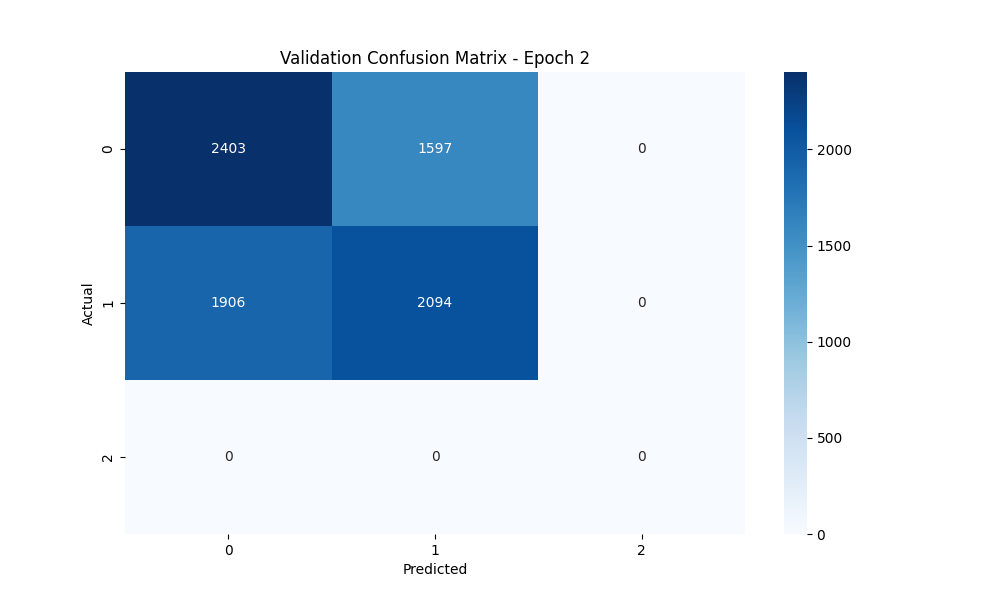 Validation Confusion Matrix - Epoch 2
0 2403 1597 0
1 1906 2094 0
2 0 0 0
0 1 2
Actual
Predicted
2000
1500
1000
500
0